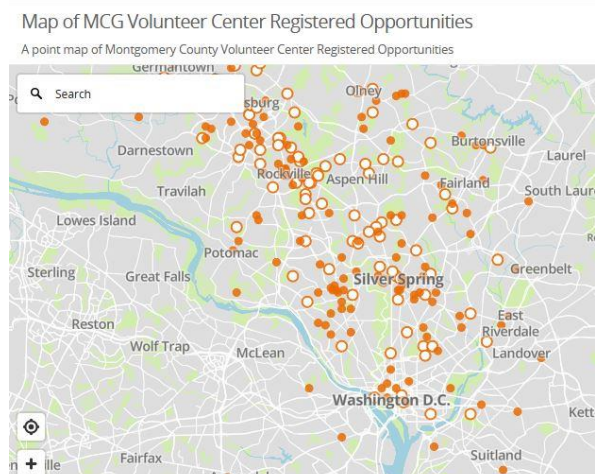 Map of MCG Volunteer Center Registered Opportunities
A point map of Montgomery County Volunteer Center Registered Opportunities
Germantown
Search
Olney
sburg
Burtonsville
Darnestown
Laurel
Rockville
Aspen Hill
Fairland
Travilah
South Laure
Lowes Island
Potomac
Sterling
Great Falls
Silver Spring
Greenbelt
Reston
East
Riverdale
Wolf Trap
McLean
Landover
Washington D.C.
Kett
Fairfax
Suitland
+